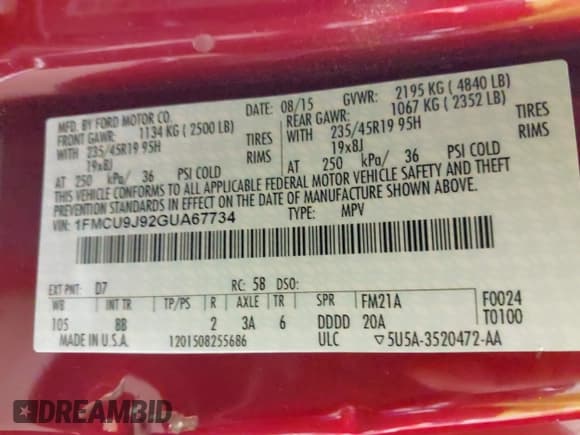 MFD. BY FORD MOTOR CO.
DATE: 08/15 GVWR: 2195 KG ( 4840 LB)
FRONT GAWR: 1134 KG ( 2500 LB) REAR GAWR: 1067 KG ( 2352 LB)
WITH 235/45R19 95H TIRES WITH 235/45R19 95H TIRES
19x8J RIMS 19x8J RIMS
AT 250 kPa/ 36 PSI COLD AT 250 kPa/ 36 PSI COLD
THIS VEHICLE CONFORMS TO ALL APPLICABLE FEDERAL MOTOR VEHICLE SAFETY AND THEFT
PREVENTION STANDARDS IN EFFECT ON THE DATE OF MANUFACTURE SHOWN ABOVE.
VIN: 1FMCU9J92GUA67734 TYPE: MPV
EXT PNT: D7 RC: 58 DSO:
WB INT TR TP/PS R AXLE TR SPR FM21A F0024
105 BB 2 3A 6 DDDD 20A T0100
MADE IN U.S.A. 1201508255686 ULC ▽5U5A-3520472-AA
DREAMBID